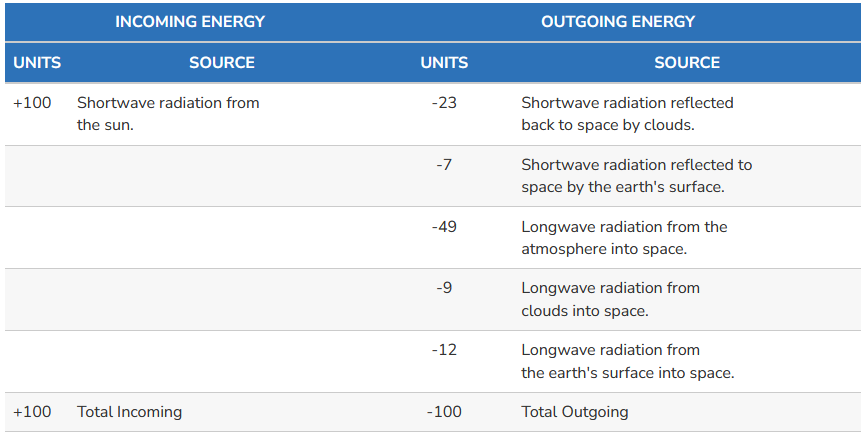 INCOMING ENERGY OUTGOING ENERGY
UNITS SOURCE UNITS SOURCE
+100 Shortwave radiation from -23 Shortwave radiation reflected
the sun. back to space by clouds.
-7 Shortwave radiation reflected to
space by the earth's surface.
-49 Longwave radiation from the
atmosphere into space.
-9 Longwave radiation from
clouds into space.
-12 Longwave radiation from
the earth's surface into space.
+100 Total Incoming -100 Total Outgoing